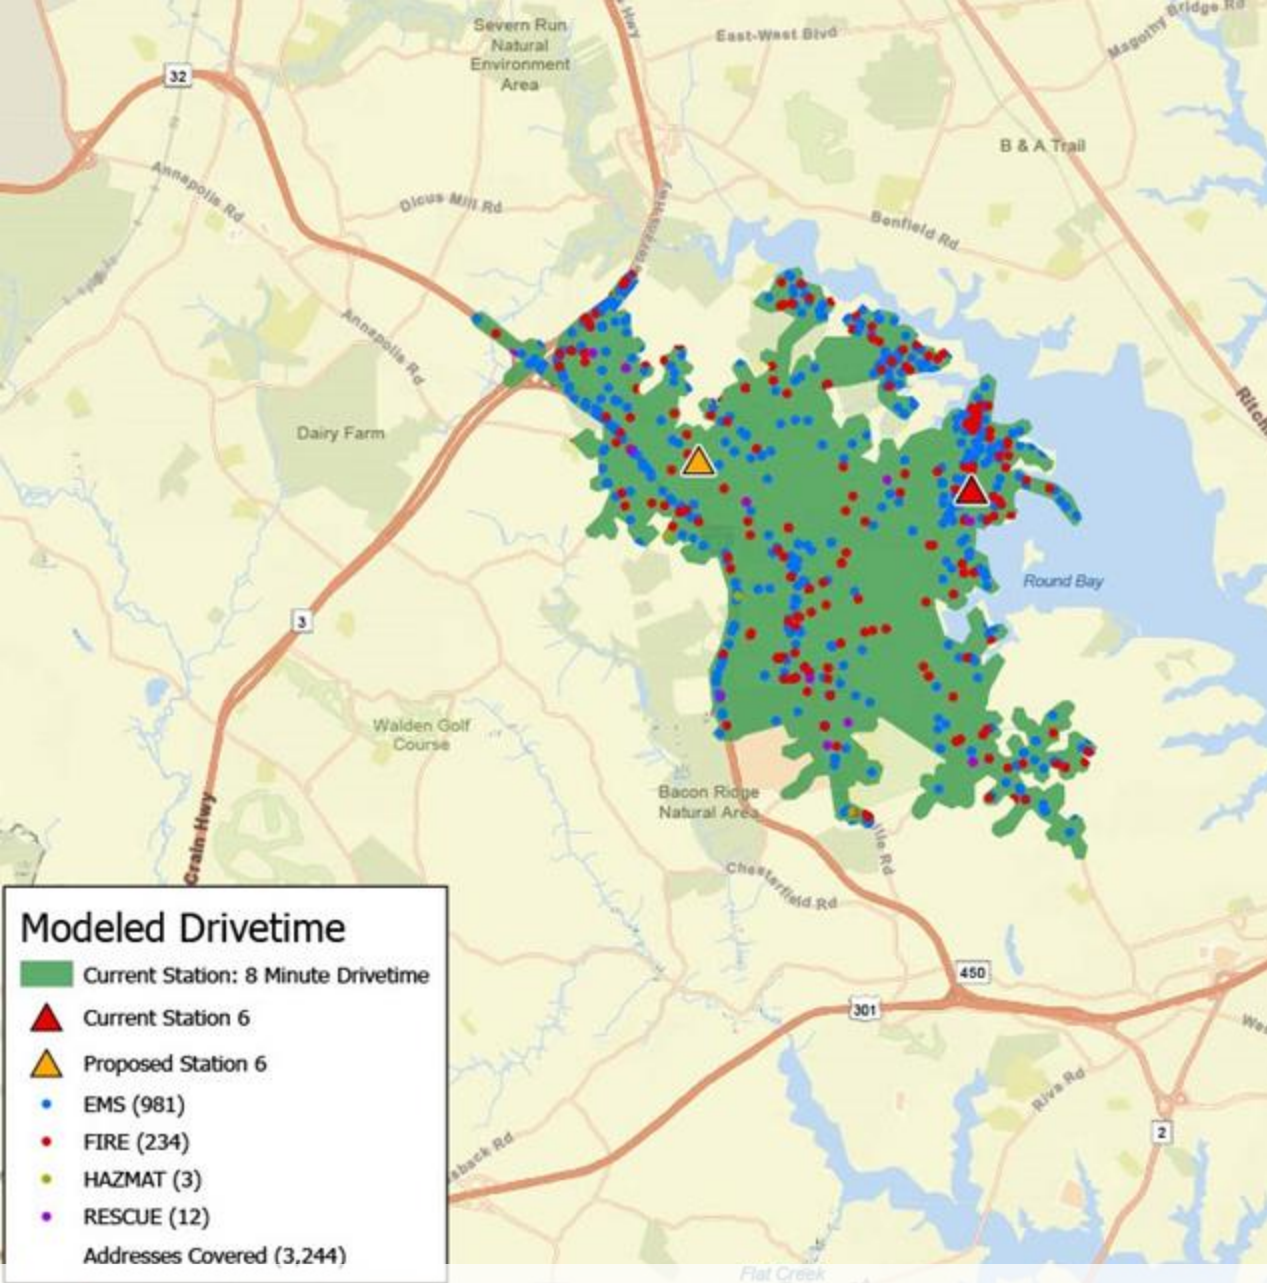 Severn Run
Natural
Environment
Area
Hwy
East-West Blvd
Magothy Bridge Rd
32
B & A Trail
Annapolis Rd
Dicus Mill Rd
Benfield Rd
Annapolis Rd
Dairy Farm
Round Bay
3
Walden Golf
Course
Bacon Ridge
Natural Area
Crain Hwy
Chesterfield Rd
Rd
450
301
Riva Rd
2
Rd
Flat Creek
Modeled Drivetime
Current Station: 8 Minute Drivetime
Current Station 6
Proposed Station 6
EMS (981)
FIRE (234)
HAZMAT (3)
RESCUE (12)
Addresses Covered (3,244)